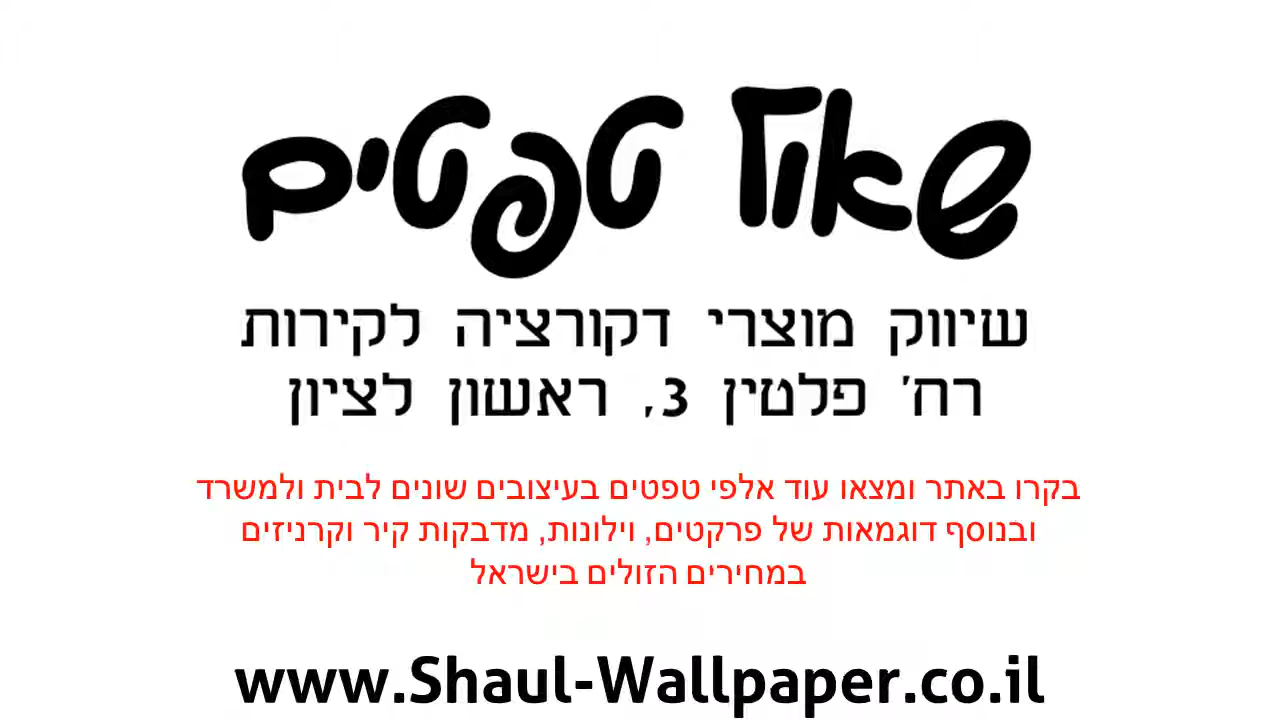 שאול טפטים
שיווק מוצרי דקורציה לקירות
רח' פלטין 3, ראשון לציון
בקרו באתר ומצאו עוד אלפי טפטים בעיצובים שונים לבית ולמשרד
ובנוסף דוגמאות של פרקטים, וילונות, מדבקות קיר וקרניזים
במחירים הזולים בישראל
www.Shaul-Wallpaper.co.il